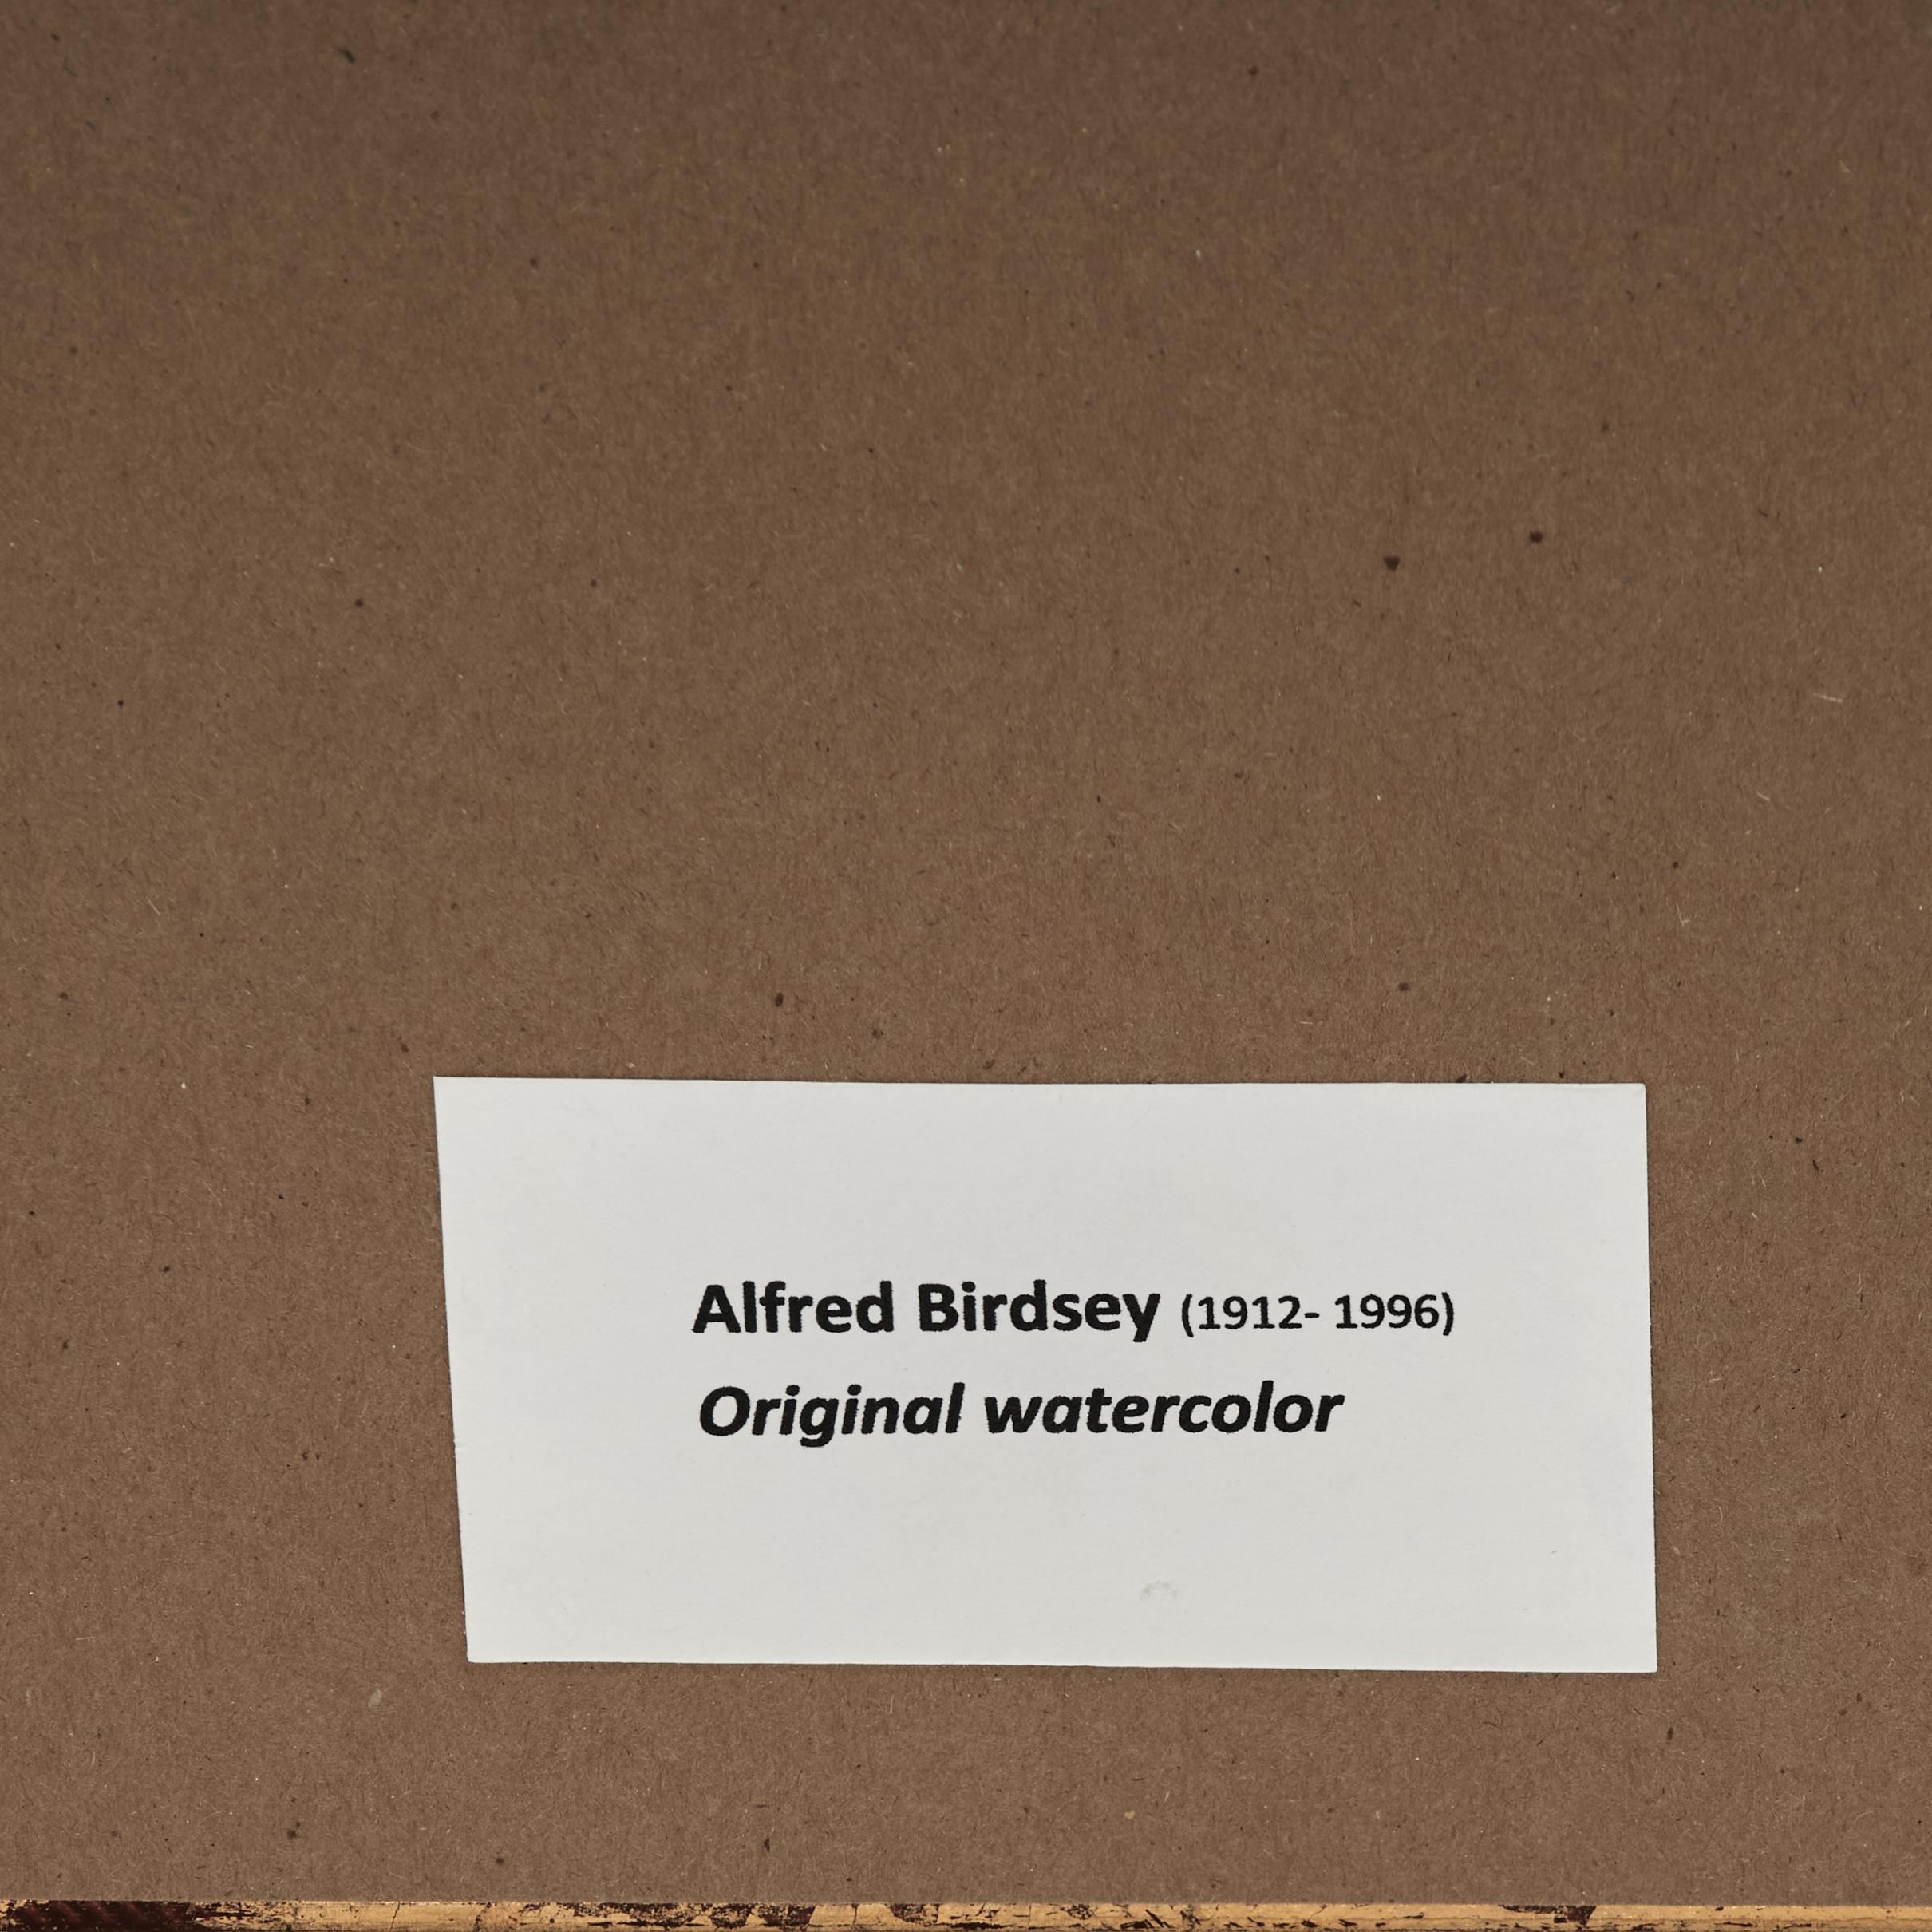 Alfred Birdsey (1912- 1996)
Original watercolor